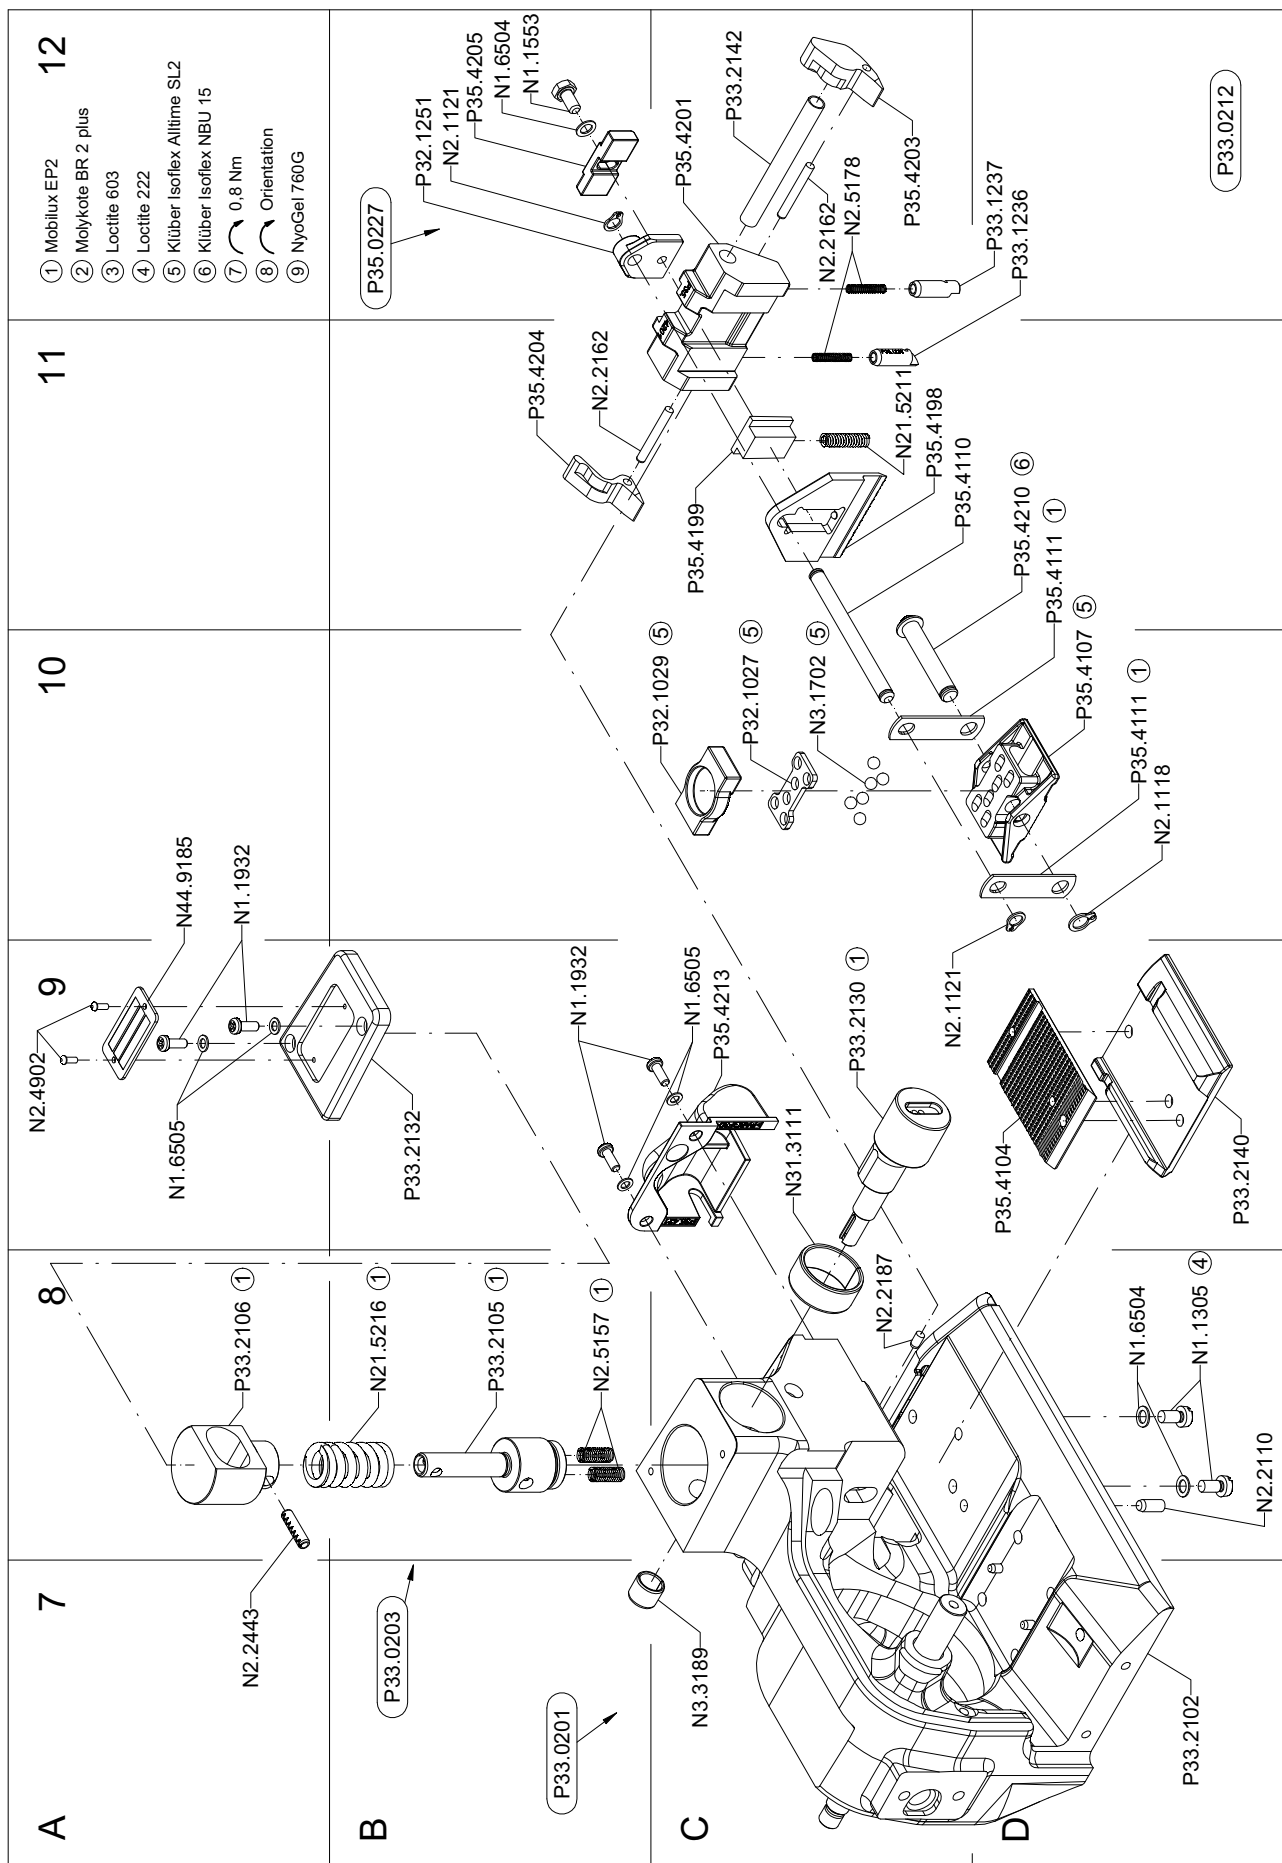 7
8
9
10
11
12
A
B
C
D
① Mobilux EP2
② Molykote BR 2 plus
③ Loctite 603
④ Loctite 222
⑤ Klüber Isoflex Alltime SL2
⑥ Klüber Isoflex NBU 15
⑦ 0,8 Nm
⑧ Orientation
⑨ NyoGel 760G
N2.2443
P33.2106 ①
N21.5216 ①
P33.2105 ①
N2.5157 ①
P33.0203
P33.0201
N3.3189
P33.2102
N2.4902
N44.9185
N1.1932
N1.6505
P33.2132
N1.1932
N1.6505
P35.4213
N31.3111
P33.2130 ①
N2.2187
N1.6504
N1.1305 ④
N2.2110
P35.4104
P33.2140
P32.1029 ⑤
P32.1027 ⑤
N3.1702 ⑤
N2.1121
N2.1118
P35.4111 ①
P35.4107 ⑤
P35.4111 ①
P35.4210 ⑥
P35.4110
P35.4198
N21.5211
P35.4199
P35.4204
N2.2162
P35.0227
P32.1251
N2.1121
P35.4205
N1.6504
N1.1553
P35.4201
P33.2142
P35.4203
N2.2162
N2.5178
P33.1237
P33.1236
P33.0212